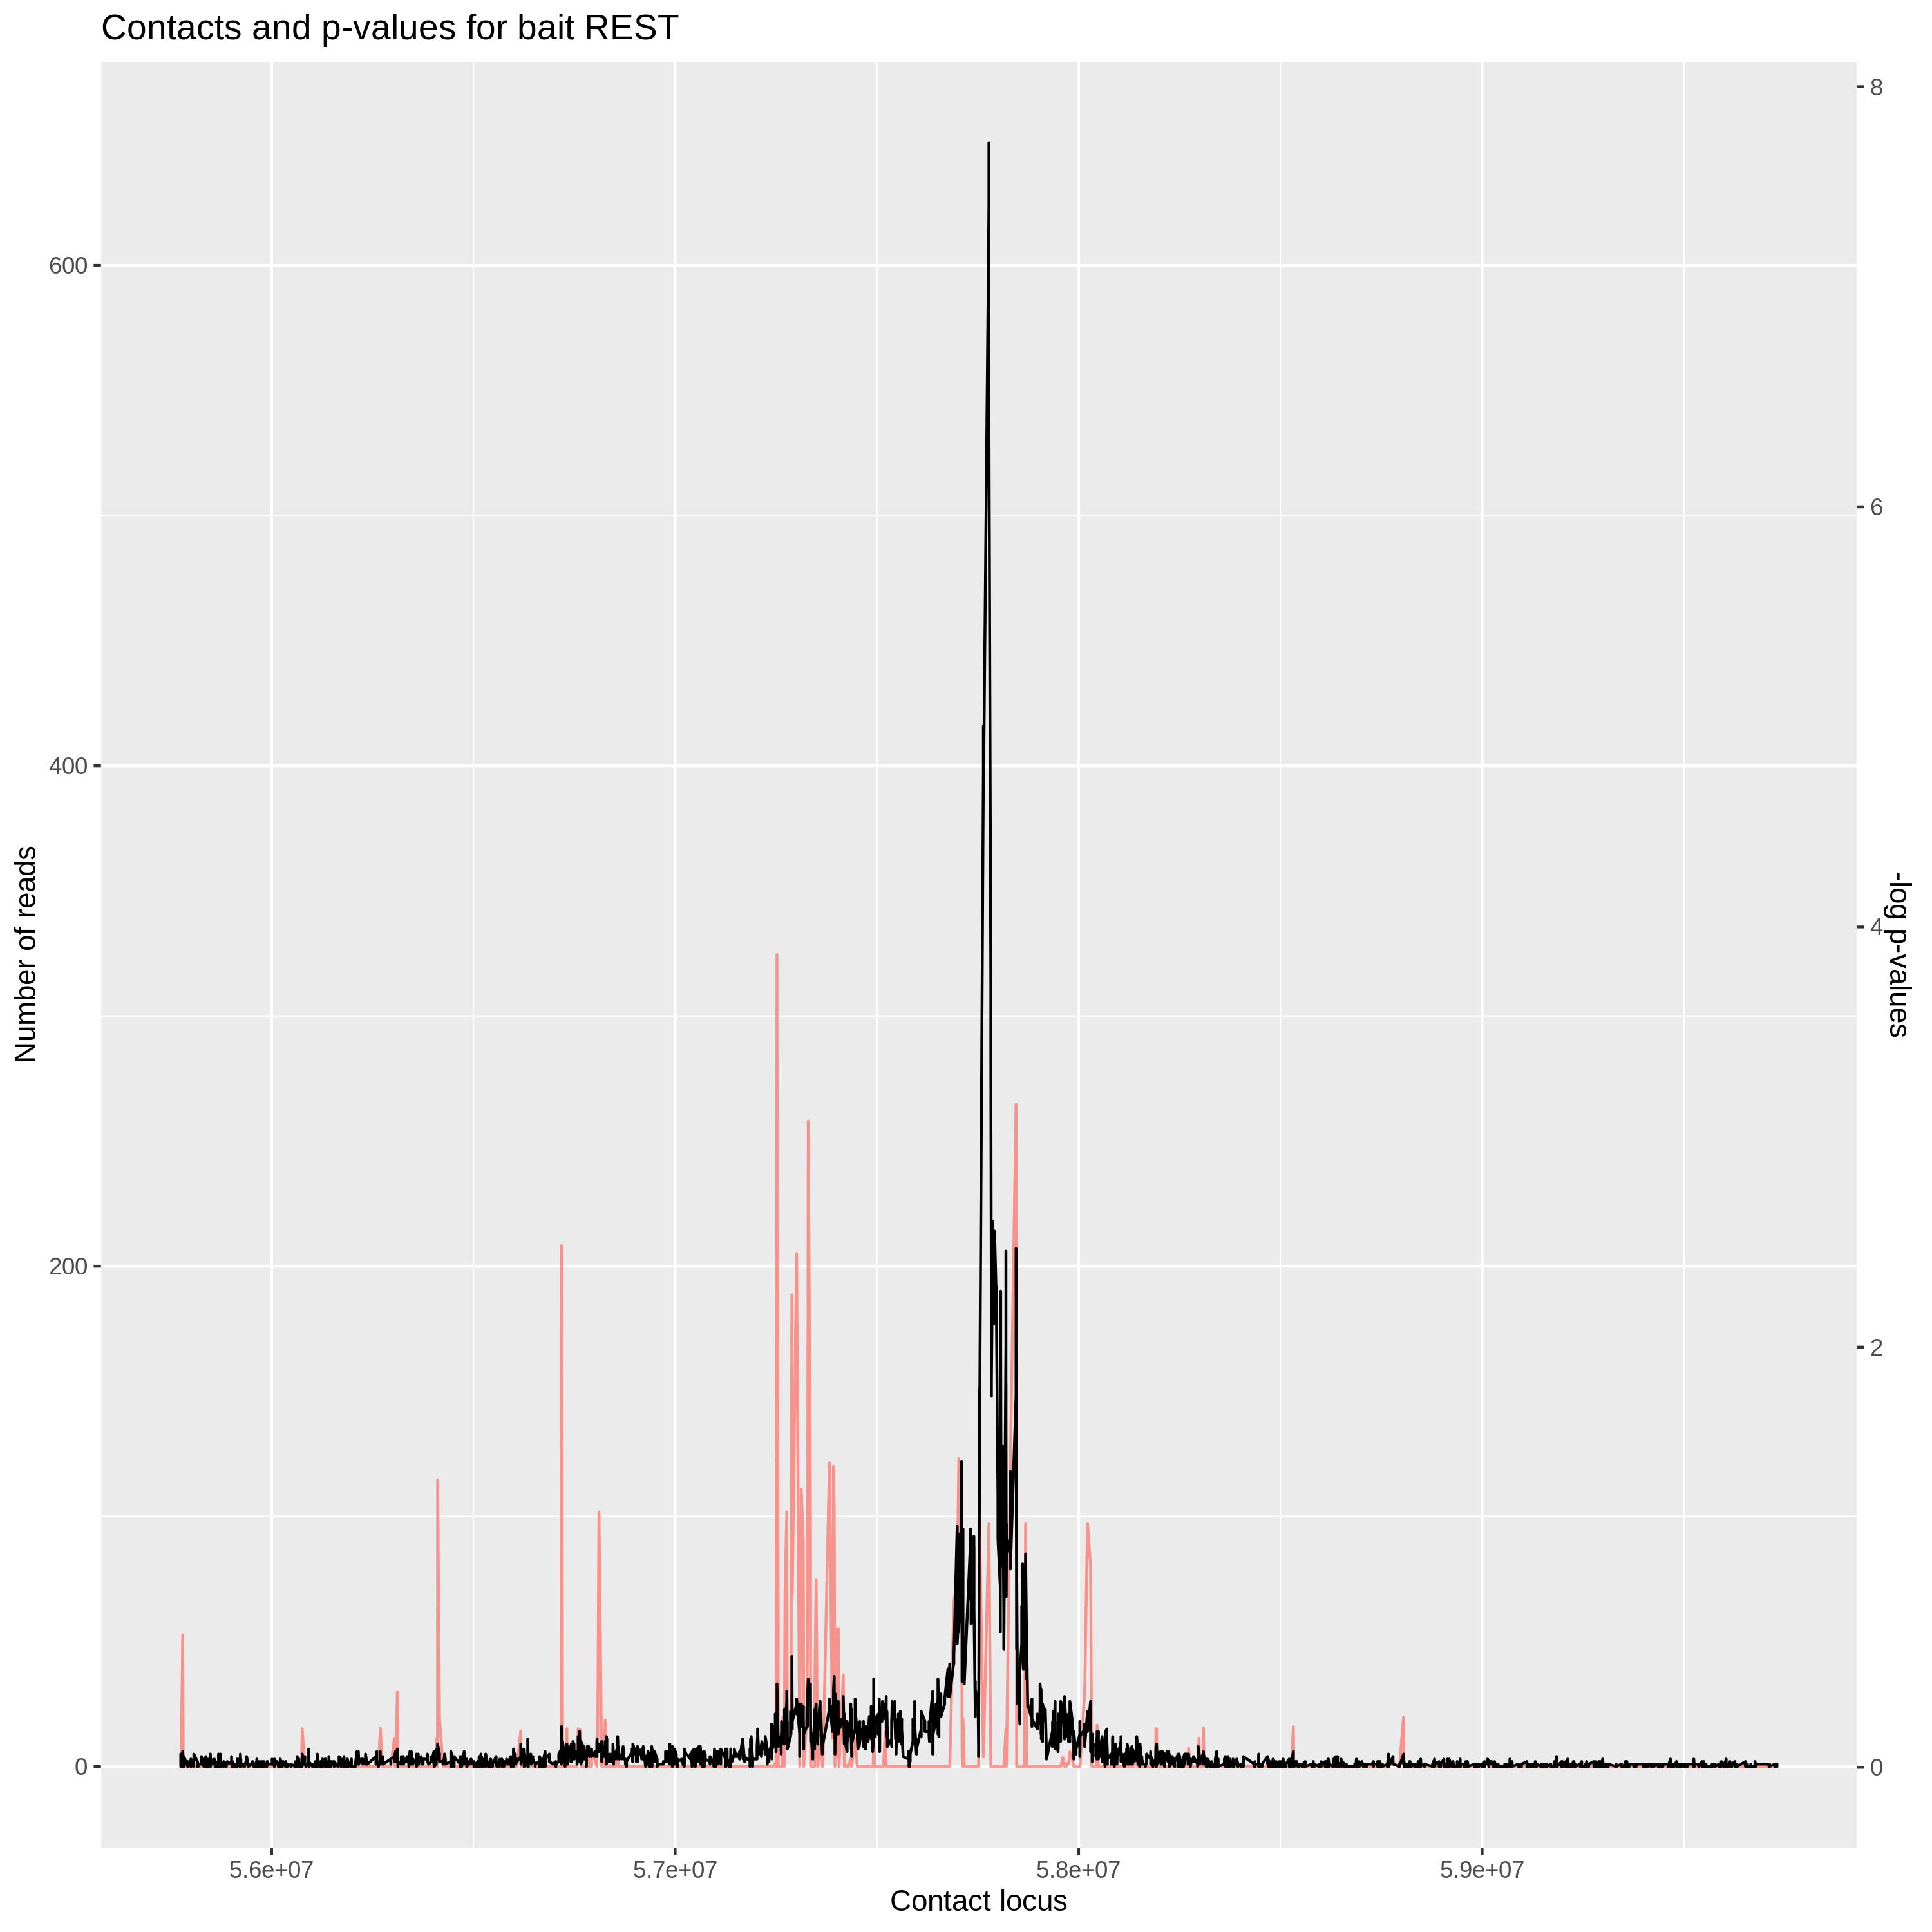 Contacts and p-values for bait REST
8
600
6
400
4
Number of reads
-log p-values
200
2
0
0
5.6e+07
5.7e+07
5.8e+07
5.9e+07
Contact locus